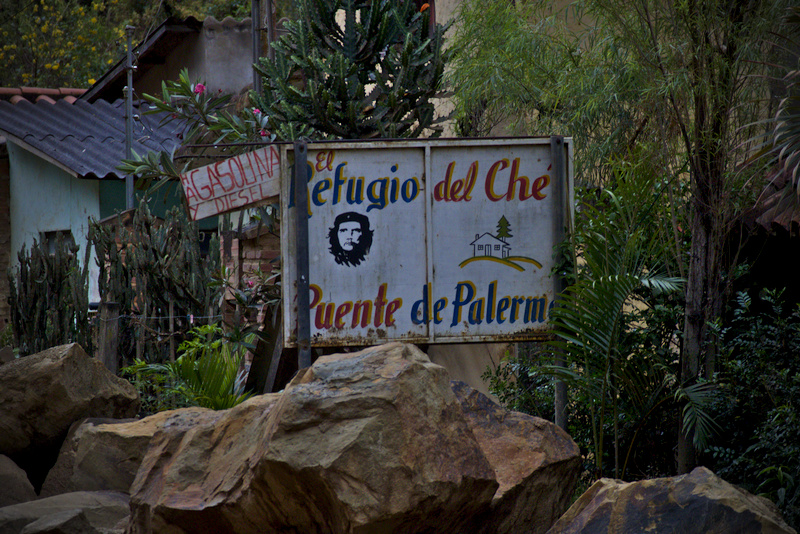 GASOLINA
DIESEL
El
Refugio del Che
Puente de Palermo